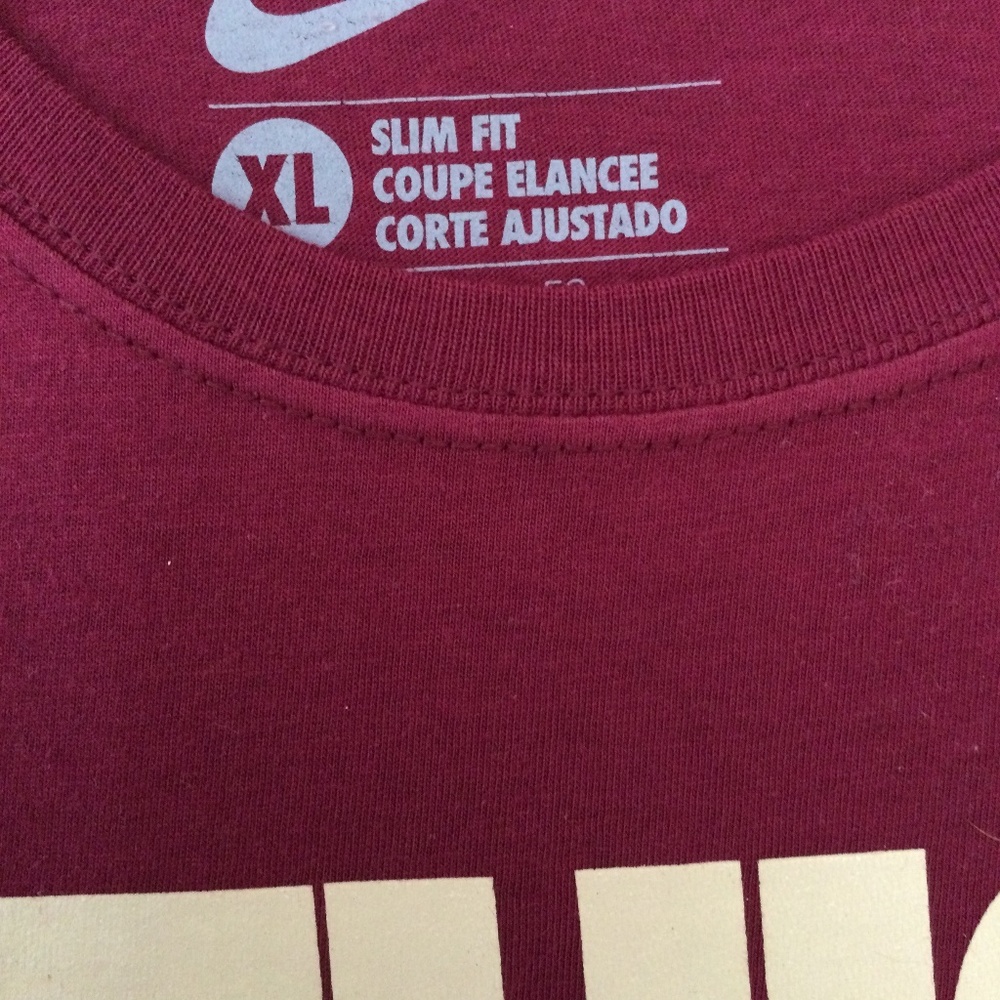 XL
SLIM FIT
COUPE ELANCEE
CORTE AJUSTADO